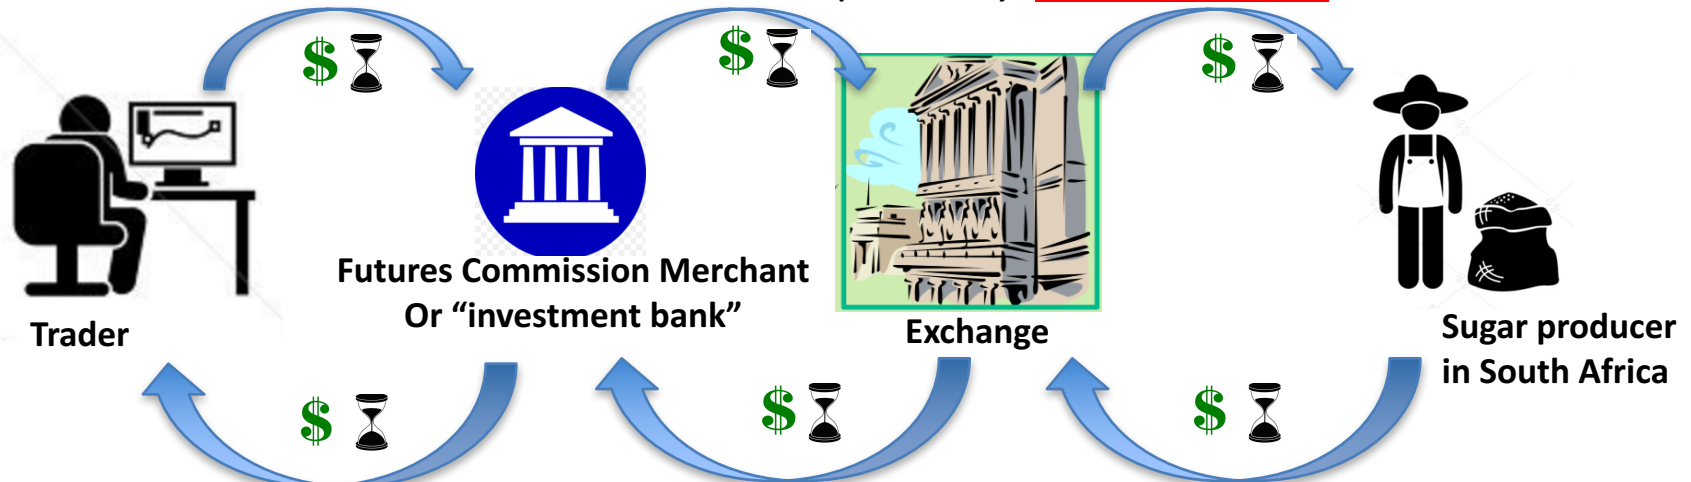 Futures Commission Merchant
Or “investment bank”
Trader
Exchange
Sugar producer
in South Africa
$
$
$
$
$
$